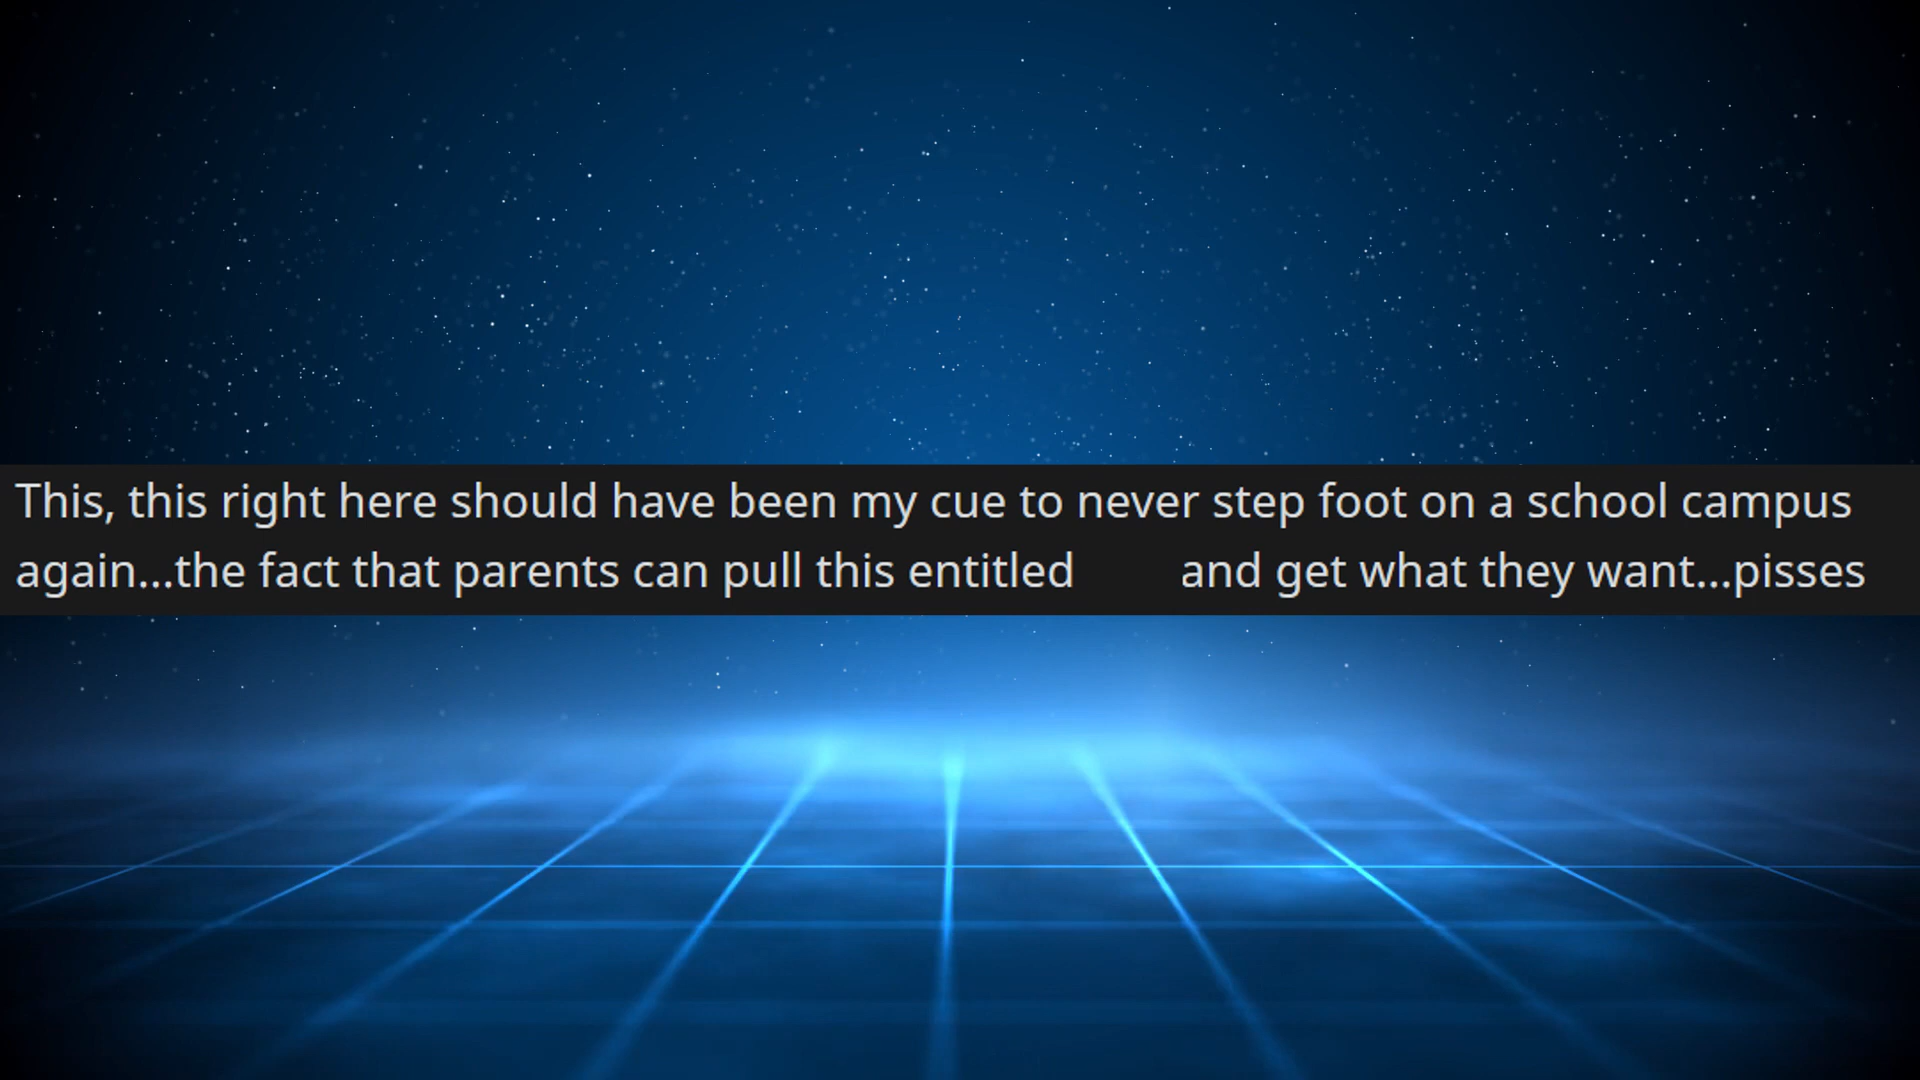 This, this right here should have been my cue to never step foot on a school campus
again...the fact that parents can pull this entitled and get what they want...pisses